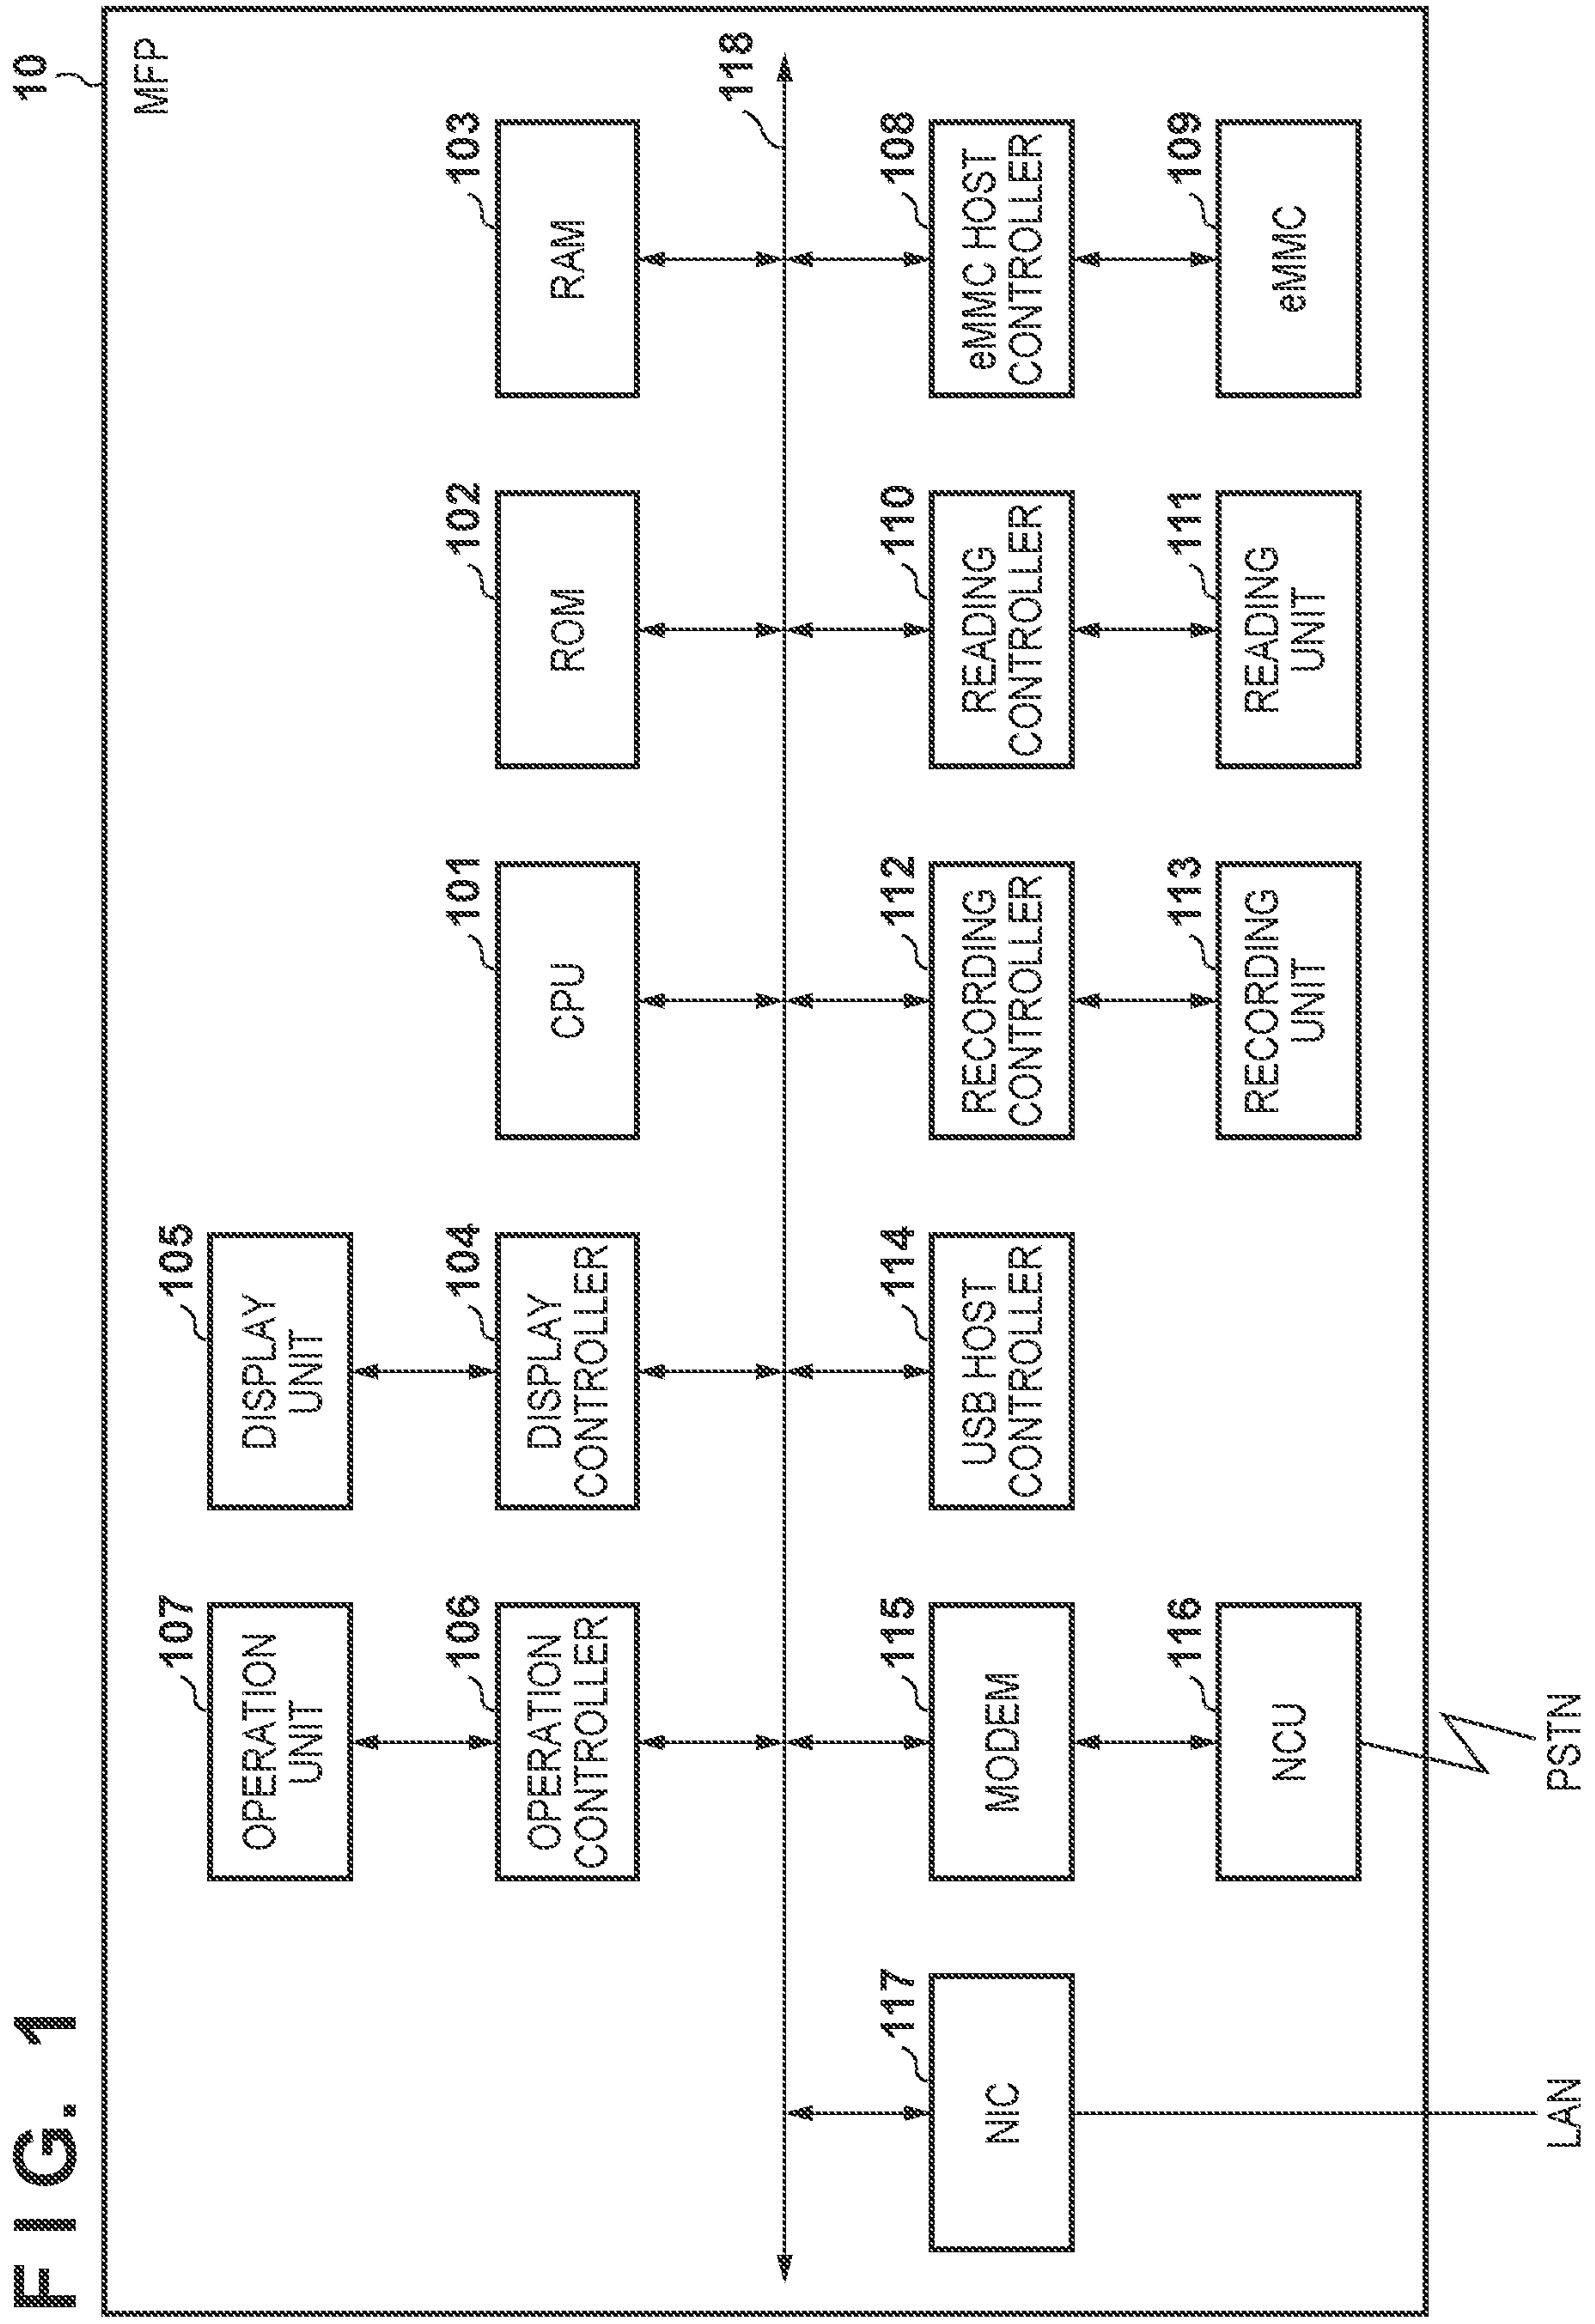 FIG. 1
10
MFP
107
OPERATION
UNIT
105
DISPLAY
UNIT
106
OPERATION
CONTROLLER
104
DISPLAY
CONTROLLER
101
CPU
102
ROM
103
RAM
118
117
NIC
115
MODEM
114
USB HOST
CONTROLLER
112
RECORDING
CONTROLLER
110
READING
CONTROLLER
108
eMMC HOST
CONTROLLER
116
NCU
113
RECORDING
UNIT
111
READING
UNIT
109
eMMC
LAN
PSTN